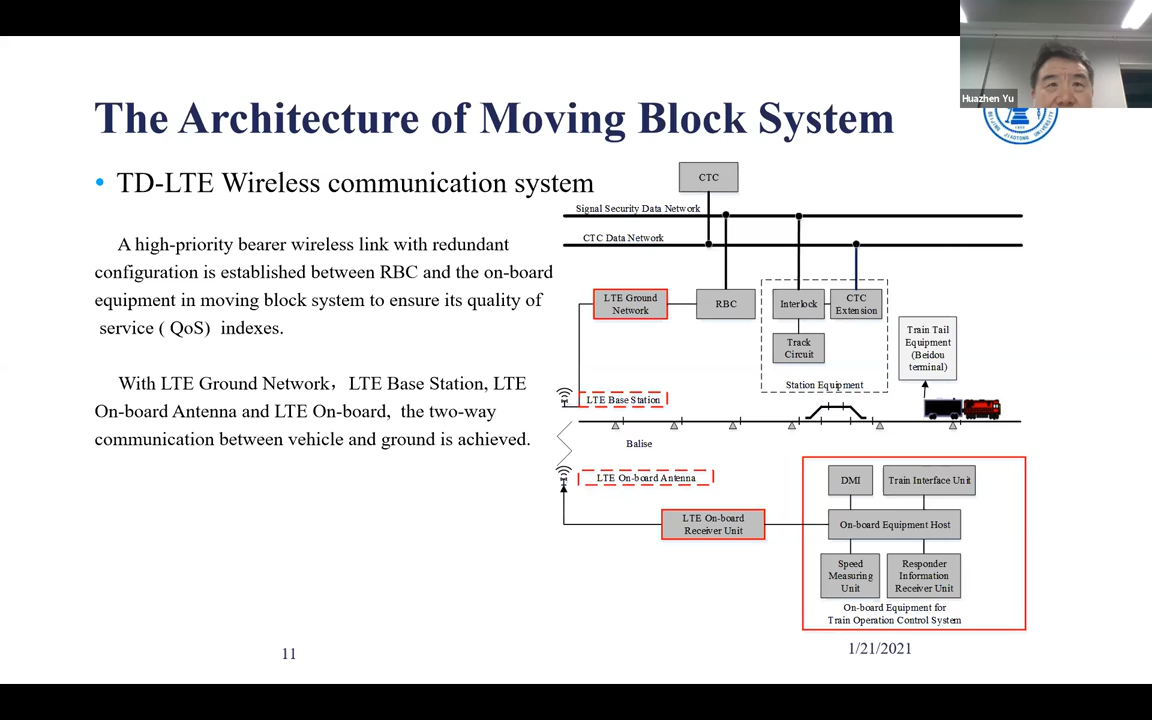 Huazhen Yu
The Architecture of Moving Block System
BEIJING JIAOTONG UNIVERSITY
• TD-LTE Wireless communication system
A high-priority bearer wireless link with redundant
configuration is established between RBC and the on-board
equipment in moving block system to ensure its quality of
service ( QoS) indexes.
With LTE Ground Network，LTE Base Station, LTE
On-board Antenna and LTE On-board, the two-way
communication between vehicle and ground is achieved.
CTC
Signal Security Data Network
CTC Data Network
LTE Ground
Network
RBC
Interlock
CTC
Extension
Track
Circuit
Station Equipment
Train Tail
Equipment
(Beidou
terminal)
LTE Base Station
Balise
LTE On-board Antenna
LTE On-board
Receiver Unit
DMI
Train Interface Unit
On-board Equipment Host
Speed
Measuring
Unit
Responder
Information
Receiver Unit
On-board Equipment for
Train Operation Control System
11
1/21/2021